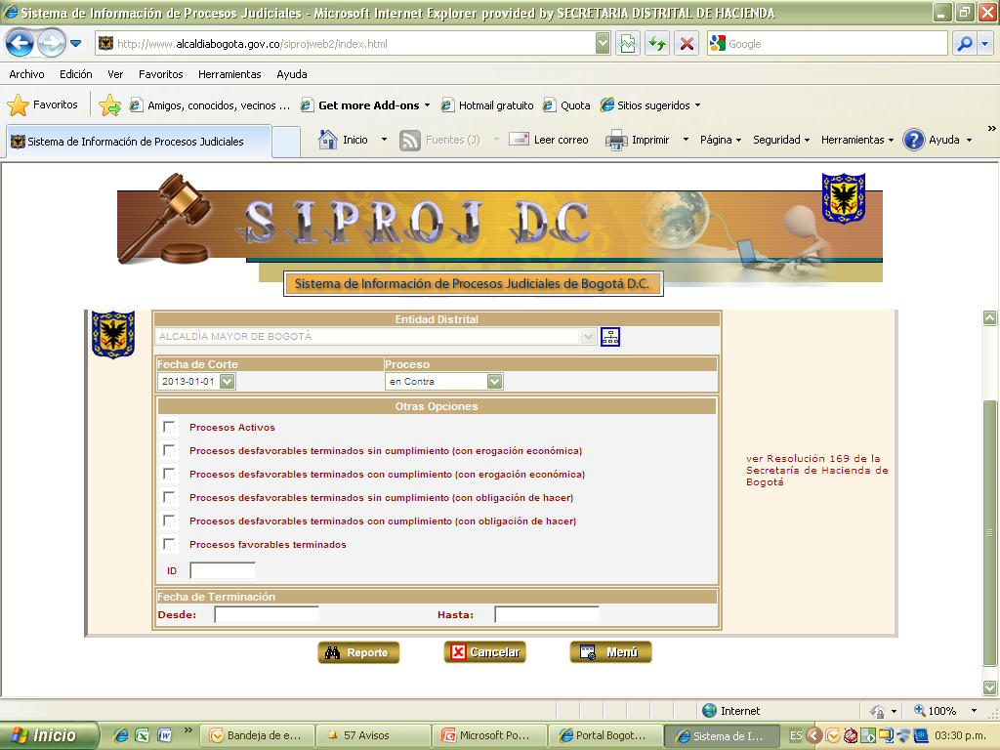 Sistema de Información de Procesos Judiciales - Microsoft Internet Explorer provided by SECRETARIA DISTRITAL DE HACIENDA
http://www.alcaldiabogota.gov.co/siprojweb2/index.html
Google
Archivo Edición Ver Favoritos Herramientas Ayuda
Favoritos Amigos, conocidos, vecinos ... Get more Add-ons Hotmail gratuito Quota Sitios sugeridos
Sistema de Información de Procesos Judiciales Inicio Fuentes (J) Leer correo Imprimir Página Seguridad Herramientas Ayuda
SIPROJ DC
Sistema de Información de Procesos Judiciales de Bogotá D.C.
Entidad Distrital
ALCALDÍA MAYOR DE BOGOTÁ
Fecha de Corte Proceso
2013-01-01 en Contra
Otras Opciones
Procesos Activos
Procesos desfavorables terminados sin cumplimiento (con erogación económica)
Procesos desfavorables terminados con cumplimiento (con erogación económica)
Procesos desfavorables terminados sin cumplimiento (con obligación de hacer)
Procesos desfavorables terminados con cumplimiento (con obligación de hacer)
Procesos favorables terminados
ID
ver Resolución 169 de la
Secretaría de Hacienda de
Bogotá
Fecha de Terminación
Desde: Hasta:
Reporte Cancelar Menú
Internet 100%
Inicio Bandeja de e... 57 Avisos Microsoft Po... Portal Bogot... Sistema de I... ES 03:30 p.m.